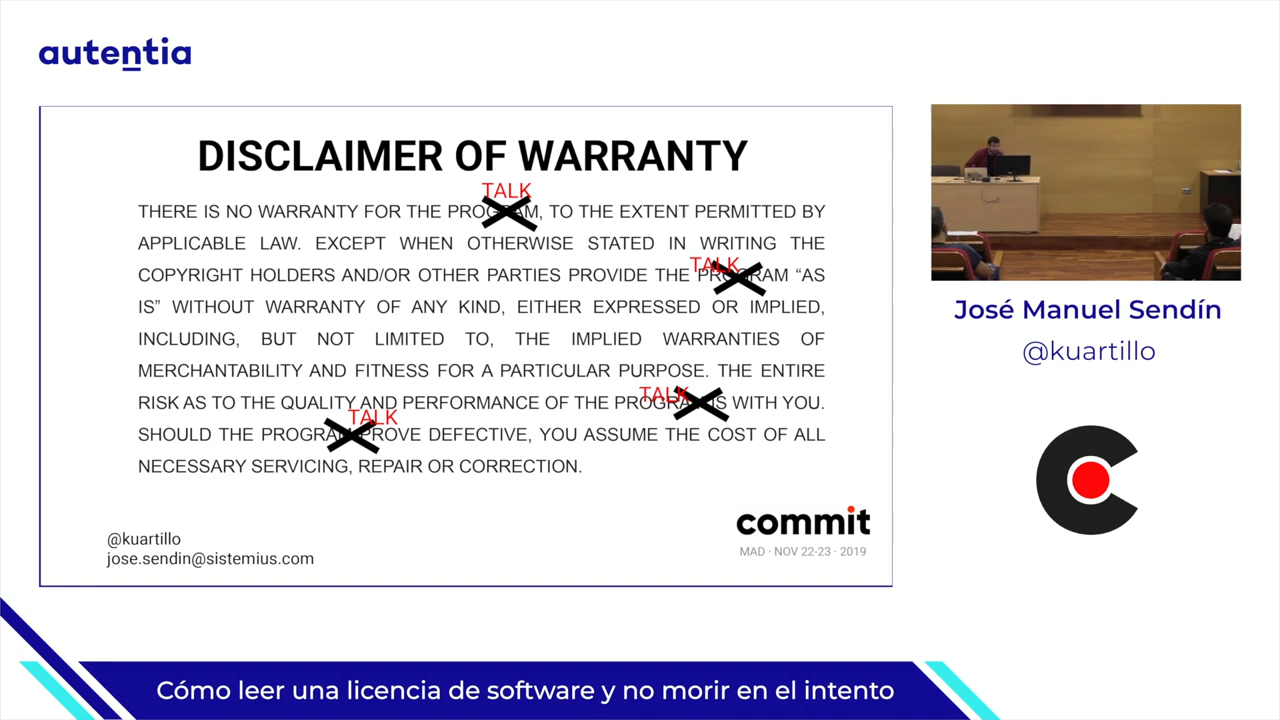 autentia
DISCLAIMER OF WARRANTY
TALK
THERE IS NO WARRANTY FOR THE PROGRAM, TO THE EXTENT PERMITTED BY
APPLICABLE LAW. EXCEPT WHEN OTHERWISE STATED IN WRITING THE
TALK
COPYRIGHT HOLDERS AND/OR OTHER PARTIES PROVIDE THE PROGRAM “AS
IS” WITHOUT WARRANTY OF ANY KIND, EITHER EXPRESSED OR IMPLIED,
INCLUDING, BUT NOT LIMITED TO, THE IMPLIED WARRANTIES OF
MERCHANTABILITY AND FITNESS FOR A PARTICULAR PURPOSE. THE ENTIRE
TALK
RISK AS TO THE QUALITY AND PERFORMANCE OF THE PROGRAM IS WITH YOU.
TALK
SHOULD THE PROGRAM PROVE DEFECTIVE, YOU ASSUME THE COST OF ALL
NECESSARY SERVICING, REPAIR OR CORRECTION.
@kuartillo
jose.sendin@sistemius.com
commit
MAD · NOV 22-23 · 2019
José Manuel Sendín
@kuartillo
Cómo leer una licencia de software y no morir en el intento